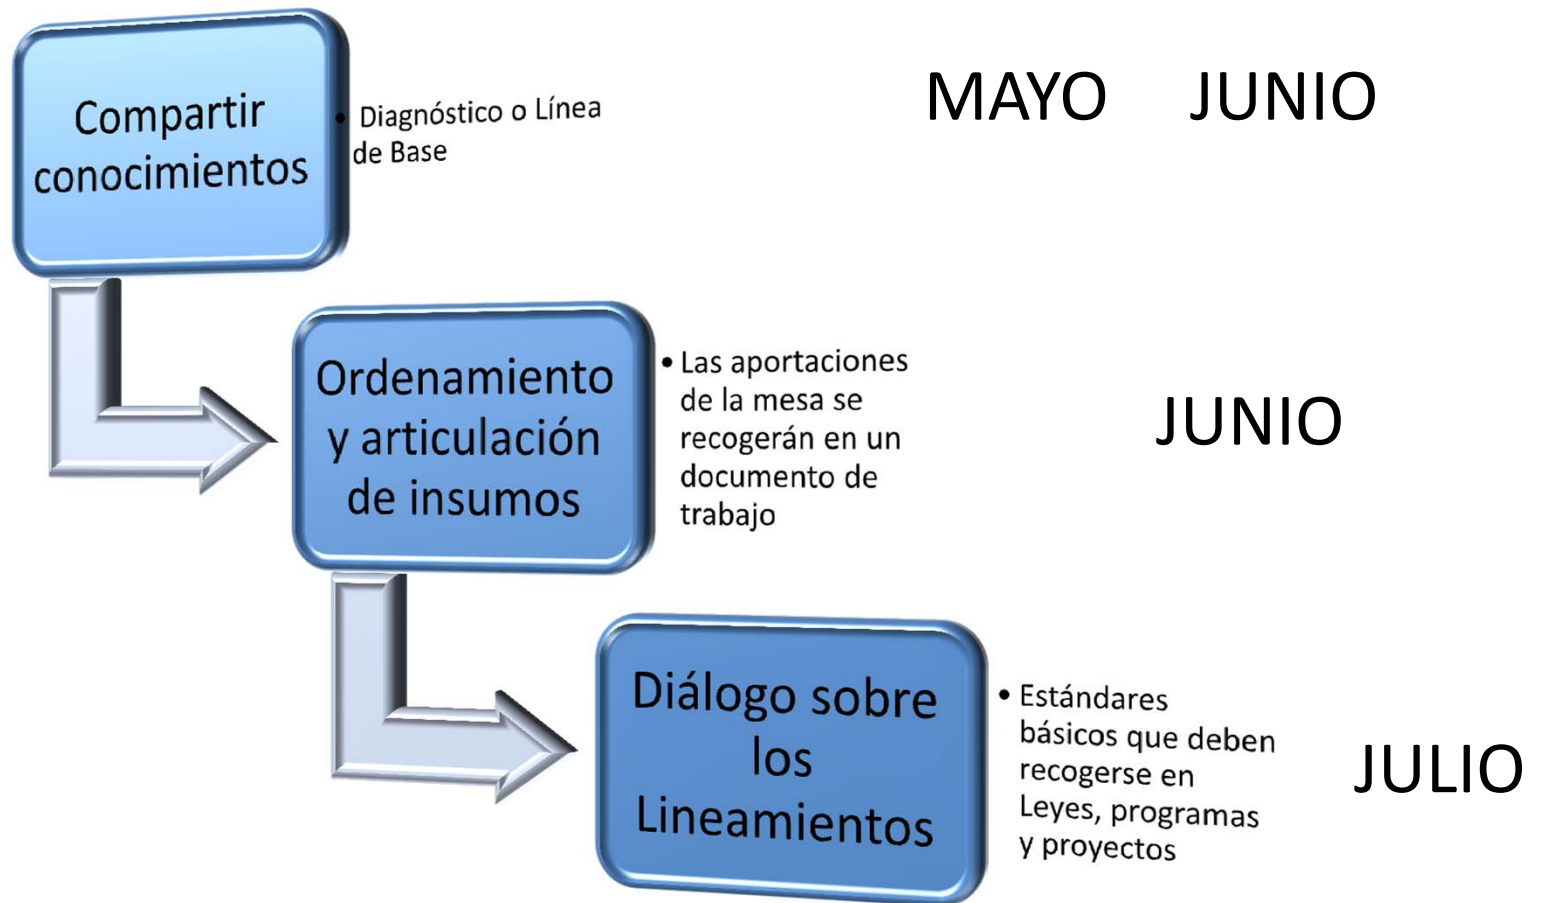 Compartir
conocimientos
• Diagnóstico o Línea
de Base
MAYO JUNIO
Ordenamiento
y articulación
de insumos
• Las aportaciones
de la mesa se
recogerán en un
documento de
trabajo
JUNIO
Diálogo sobre
los
Lineamientos
• Estándares
básicos que deben
recogerse en
Leyes, programas
y proyectos
JULIO